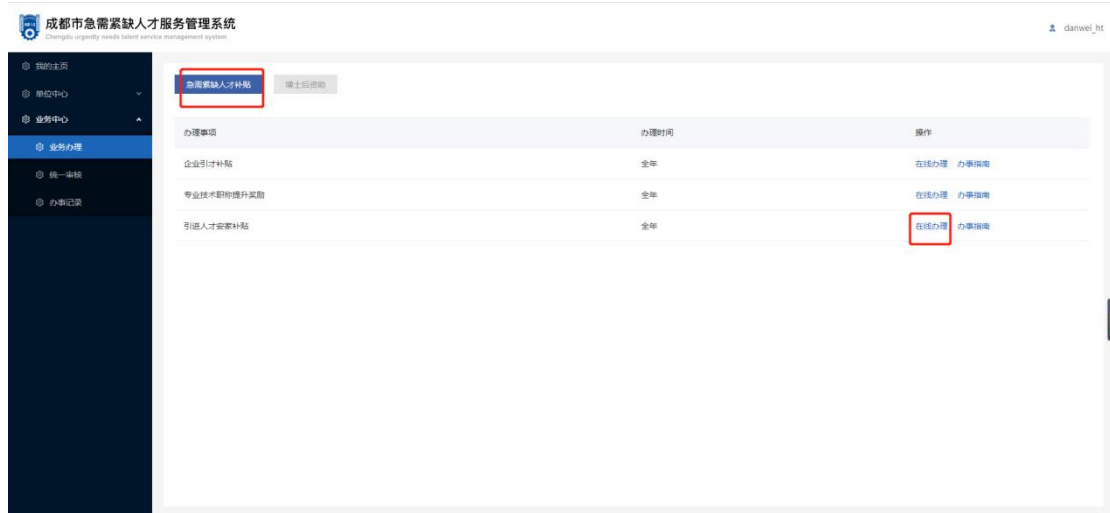 成都市急需紧缺人才服务管理系统
Chengdu urgently needs talent service management system
danwei_ht
我的主页
单位中心
业务中心
业务办理
统一审核
办事记录
急需紧缺人才补贴 博士后资助
办理事项 办理时间 操作
企业引才补贴 全年 在线办理 办事指南
专业技术职称提升奖励 全年 在线办理 办事指南
引进人才安家补贴 全年 在线办理 办事指南